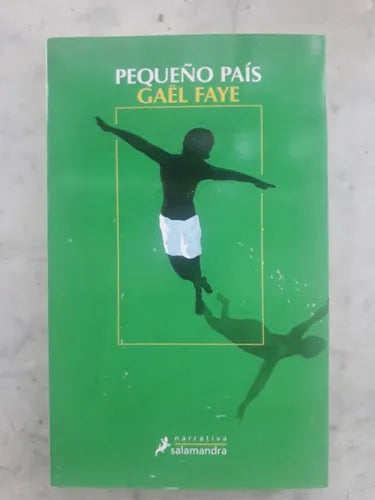 PEQUEÑO PAÍS
GAËL FAYE
narrativa
salamandra